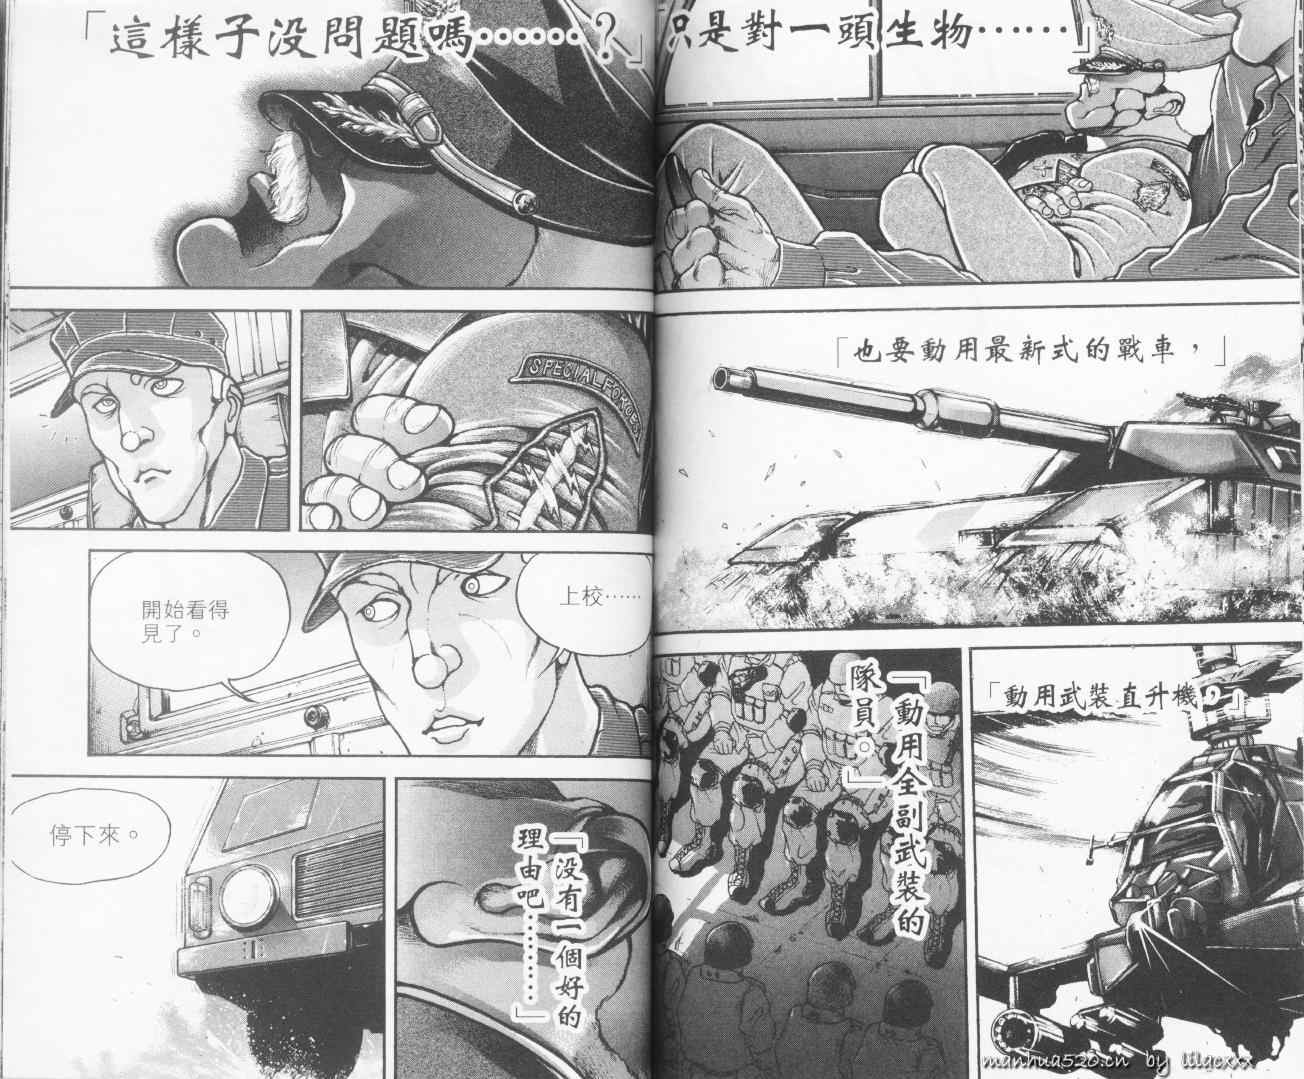 只是對一頭生物……」
「也要動用最新式的戰車，」
「動用武裝直升機，」
『動用全副武裝的
隊員。』
「這樣子没問題嗎……？」
SPECIAL FORCES
上校……
開始看得
見了。
『没有一個好的
理由吧…………』
停下來。
manhua520.cn by lilacxxx